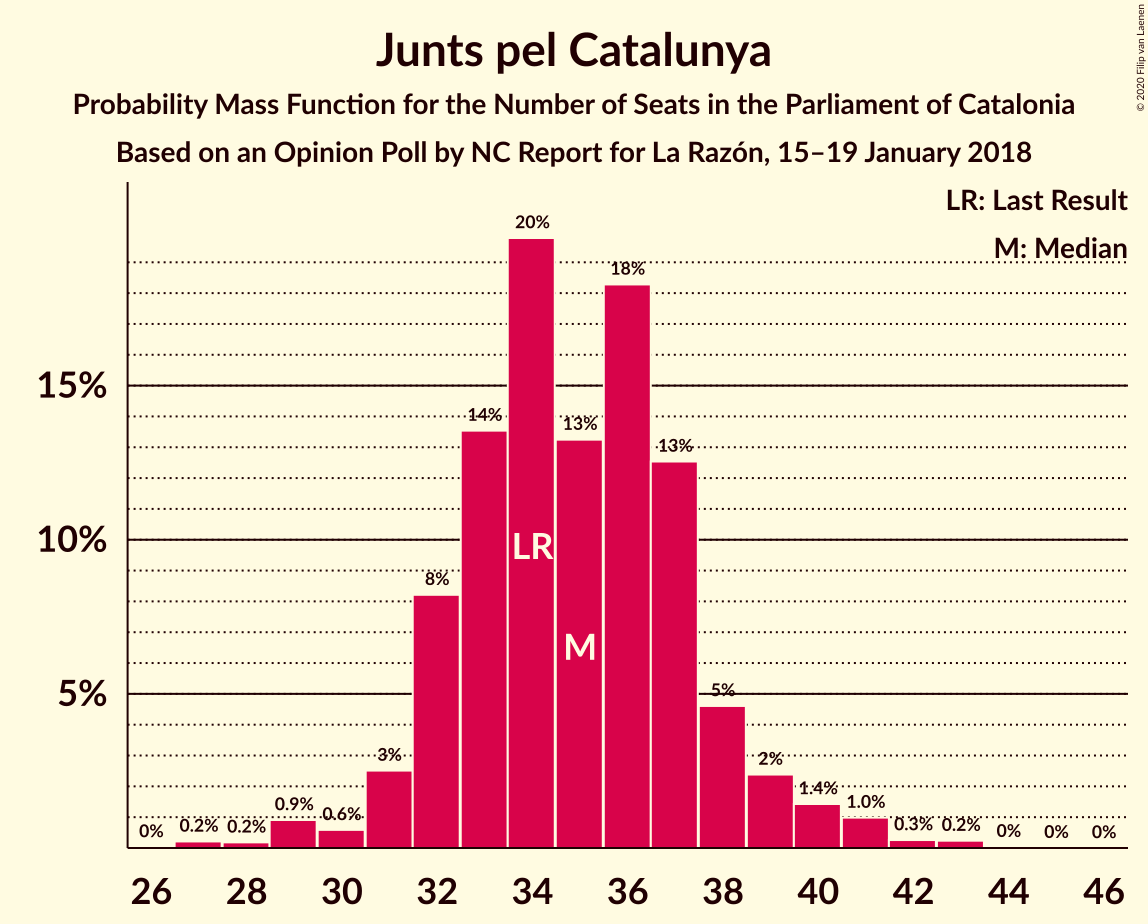 © 2020 Filip van Laenen
Junts pel Catalunya
Probability Mass Function for the Number of Seats in the Parliament of Catalonia
Based on an Opinion Poll by NC Report for La Razón, 15–19 January 2018
LR: Last Result
M: Median
15%
10%
5%
0%
0.2%
0.2%
0.9%
0.6%
3%
8%
14%
20%
13%
18%
13%
5%
2%
1.4%
1.0%
0.3%
0.2%
0%
0%
0%
LR
M
26 28 30 32 34 36 38 40 42 44 46